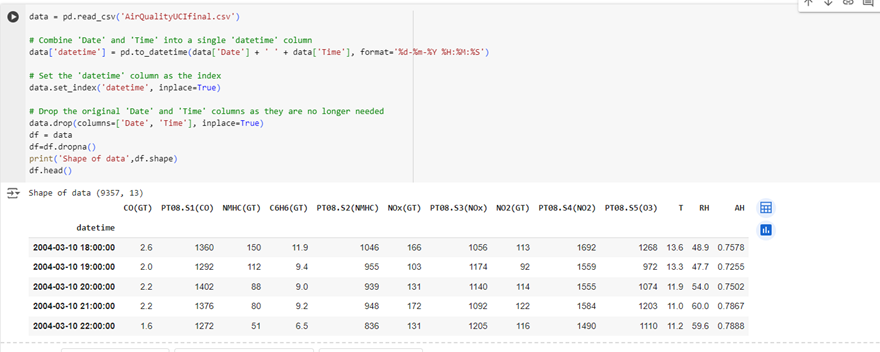 data = pd.read_csv('AirQualityUCIfinal.csv')
# Combine 'Date' and 'Time' into a single 'datetime' column
data['datetime'] = pd.to_datetime(data['Date'] + ' ' + data['Time'], format='%d-%m-%Y %H:%M:%S')
# Set the 'datetime' column as the index
data.set_index('datetime', inplace=True)
# Drop the original 'Date' and 'Time' columns as they are no longer needed
data.drop(columns=['Date', 'Time'], inplace=True)
df = data
df=df.dropna()
print('Shape of data',df.shape)
df.head()
Shape of data (9357, 13)
CO(GT) PT08.S1(CO) NMHC(GT) C6H6(GT) PT08.S2(NMHC) NOx(GT) PT08.S3(NOx) NO2(GT) PT08.S4(NO2) PT08.S5(O3) T RH AH
datetime
2004-03-10 18:00:00 2.6 1360 150 11.9 1046 166 1056 113 1692 1268 13.6 48.9 0.7578
2004-03-10 19:00:00 2.0 1292 112 9.4 955 103 1174 92 1559 972 13.3 47.7 0.7255
2004-03-10 20:00:00 2.2 1402 88 9.0 939 131 1140 114 1555 1074 11.9 54.0 0.7502
2004-03-10 21:00:00 2.2 1376 80 9.2 948 172 1092 122 1584 1203 11.0 60.0 0.7867
2004-03-10 22:00:00 1.6 1272 51 6.5 836 131 1205 116 1490 1110 11.2 59.6 0.7888